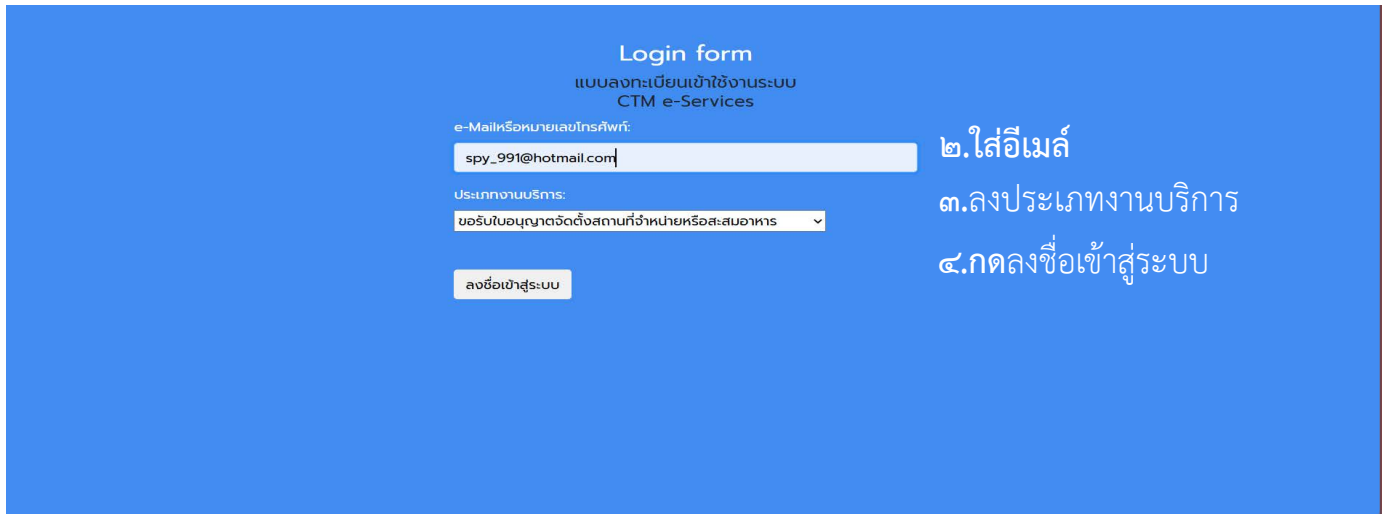 Login form
แบบลงทะเบียนเข้าใช้งานระบบ
CTM e-Services
e-Mailหรือหมายเลขโทรศัพท์:
spy_991@hotmail.com
ประเภทงานบริการ:
ขอรับใบอนุญาตจัดตั้งสถานที่จำหน่ายหรือสะสมอาหาร
ลงชื่อเข้าสู่ระบบ
๒.ใส่อีเมล์
๓.ลงประเภทงานบริการ
๔.กดลงชื่อเข้าสู่ระบบ